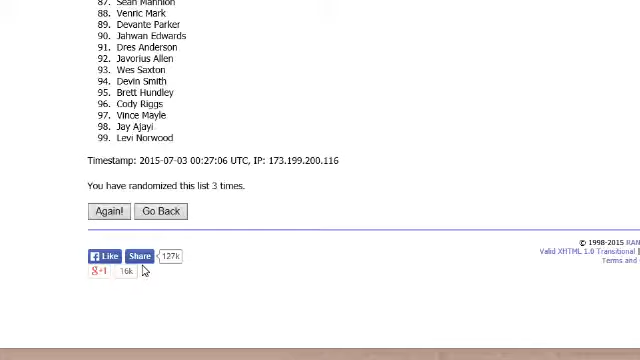 87. Sean Mannion
88. Venric Mark
89. Devante Parker
90. Jahwan Edwards
91. Dres Anderson
92. Javorius Allen
93. Wes Saxton
94. Devin Smith
95. Brett Hundley
96. Cody Riggs
97. Vince Mayle
98. Jay Ajayi
99. Levi Norwood
Timestamp: 2015-07-03 00:27:06 UTC, IP: 173.199.200.116
You have randomized this list 3 times.
Again! Go Back
© 1998-2015 RAN
Valid XHTML 1.0 Transitional |
Terms and
Like Share 127k
g+1 16k